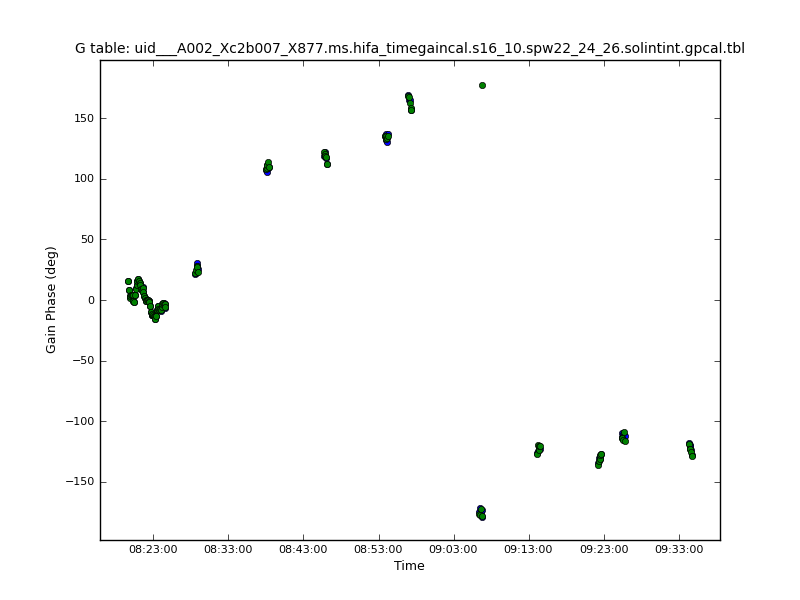 G table: uid___A002_Xc2b007_X877.ms.hifa_timegaincal.s16_10.spw22_24_26.solintint.gpcal.tbl
150
100
50
0
−50
−100
−150
Gain Phase (deg)
08:23:00 08:33:00 08:43:00 08:53:00 09:03:00 09:13:00 09:23:00 09:33:00
Time